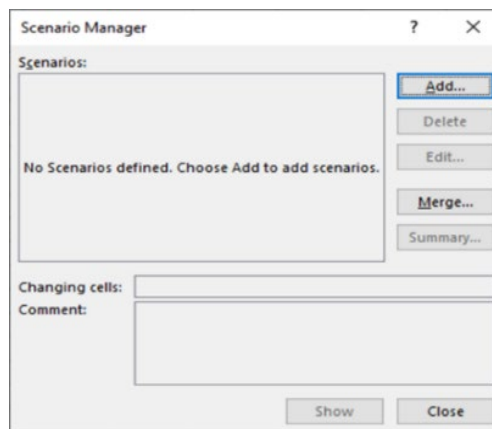 Scenario Manager ? ×
Scenarios:
Add...
Delete
No Scenarios defined. Choose Add to add scenarios.
Edit...
Merge...
Summary...
Changing cells:
Comment:
Show Close